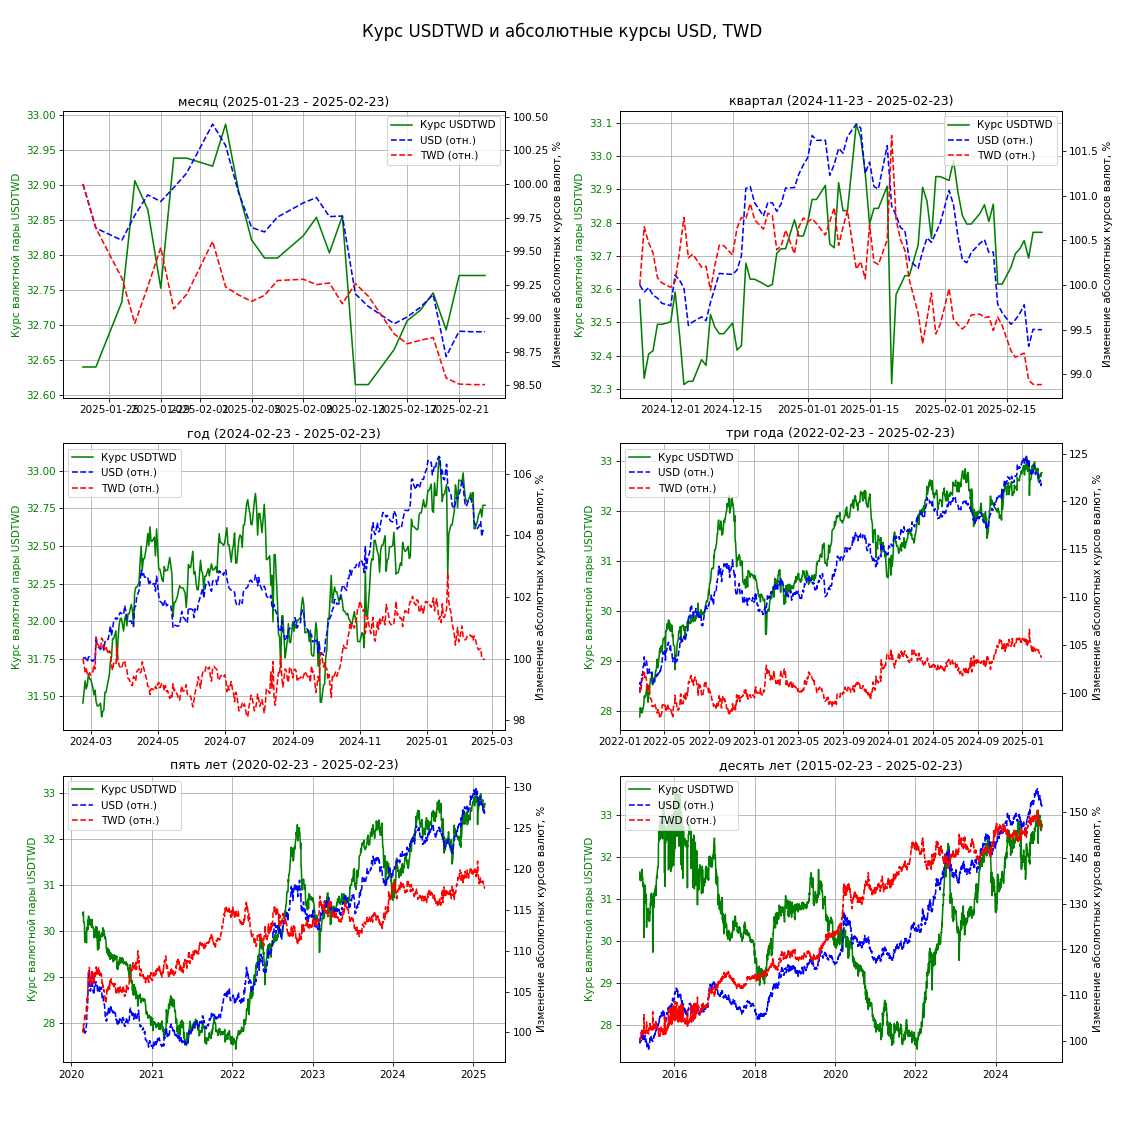 Курс USDTWD и абсолютные курсы USD, TWD
месяц (2025-01-23 - 2025-02-23)
Курс валютной пары USDTWD
33.00
32.95
32.90
32.85
32.80
32.75
32.70
32.65
32.60
Курс USDTWD
USD (отн.)
TWD (отн.)
100.50
100.25
100.00
99.75
99.50
99.25
99.00
98.75
98.50
Изменение абсолютных курсов валют, %
2025-01-25 2025-01-29 2025-02-01 2025-02-05 2025-02-09 2025-02-13 2025-02-17 2025-02-21
квартал (2024-11-23 - 2025-02-23)
Курс валютной пары USDTWD
33.1
33.0
32.9
32.8
32.7
32.6
32.5
32.4
32.3
Курс USDTWD
USD (отн.)
TWD (отн.)
101.5
101.0
100.5
100.0
99.5
99.0
Изменение абсолютных курсов валют, %
2024-12-01 2024-12-15 2025-01-01 2025-01-15 2025-02-01 2025-02-15
год (2024-02-23 - 2025-02-23)
Курс валютной пары USDTWD
33.00
32.75
32.50
32.25
32.00
31.75
31.50
Курс USDTWD
USD (отн.)
TWD (отн.)
106
104
102
100
98
Изменение абсолютных курсов валют, %
2024-03 2024-05 2024-07 2024-09 2024-11 2025-01 2025-03
три года (2022-02-23 - 2025-02-23)
Курс валютной пары USDTWD
33
32
31
30
29
28
Курс USDTWD
USD (отн.)
TWD (отн.)
125
120
115
110
105
100
Изменение абсолютных курсов валют, %
2022-01 2022-05 2022-09 2023-01 2023-05 2023-09 2024-01 2024-05 2024-09 2025-01
пять лет (2020-02-23 - 2025-02-23)
Курс валютной пары USDTWD
33
32
31
30
29
28
Курс USDTWD
USD (отн.)
TWD (отн.)
130
125
120
115
110
105
100
Изменение абсолютных курсов валют, %
2020 2021 2022 2023 2024 2025
десять лет (2015-02-23 - 2025-02-23)
Курс валютной пары USDTWD
33
32
31
30
29
28
Курс USDTWD
USD (отн.)
TWD (отн.)
150
140
130
120
110
100
Изменение абсолютных курсов валют, %
2016 2018 2020 2022 2024